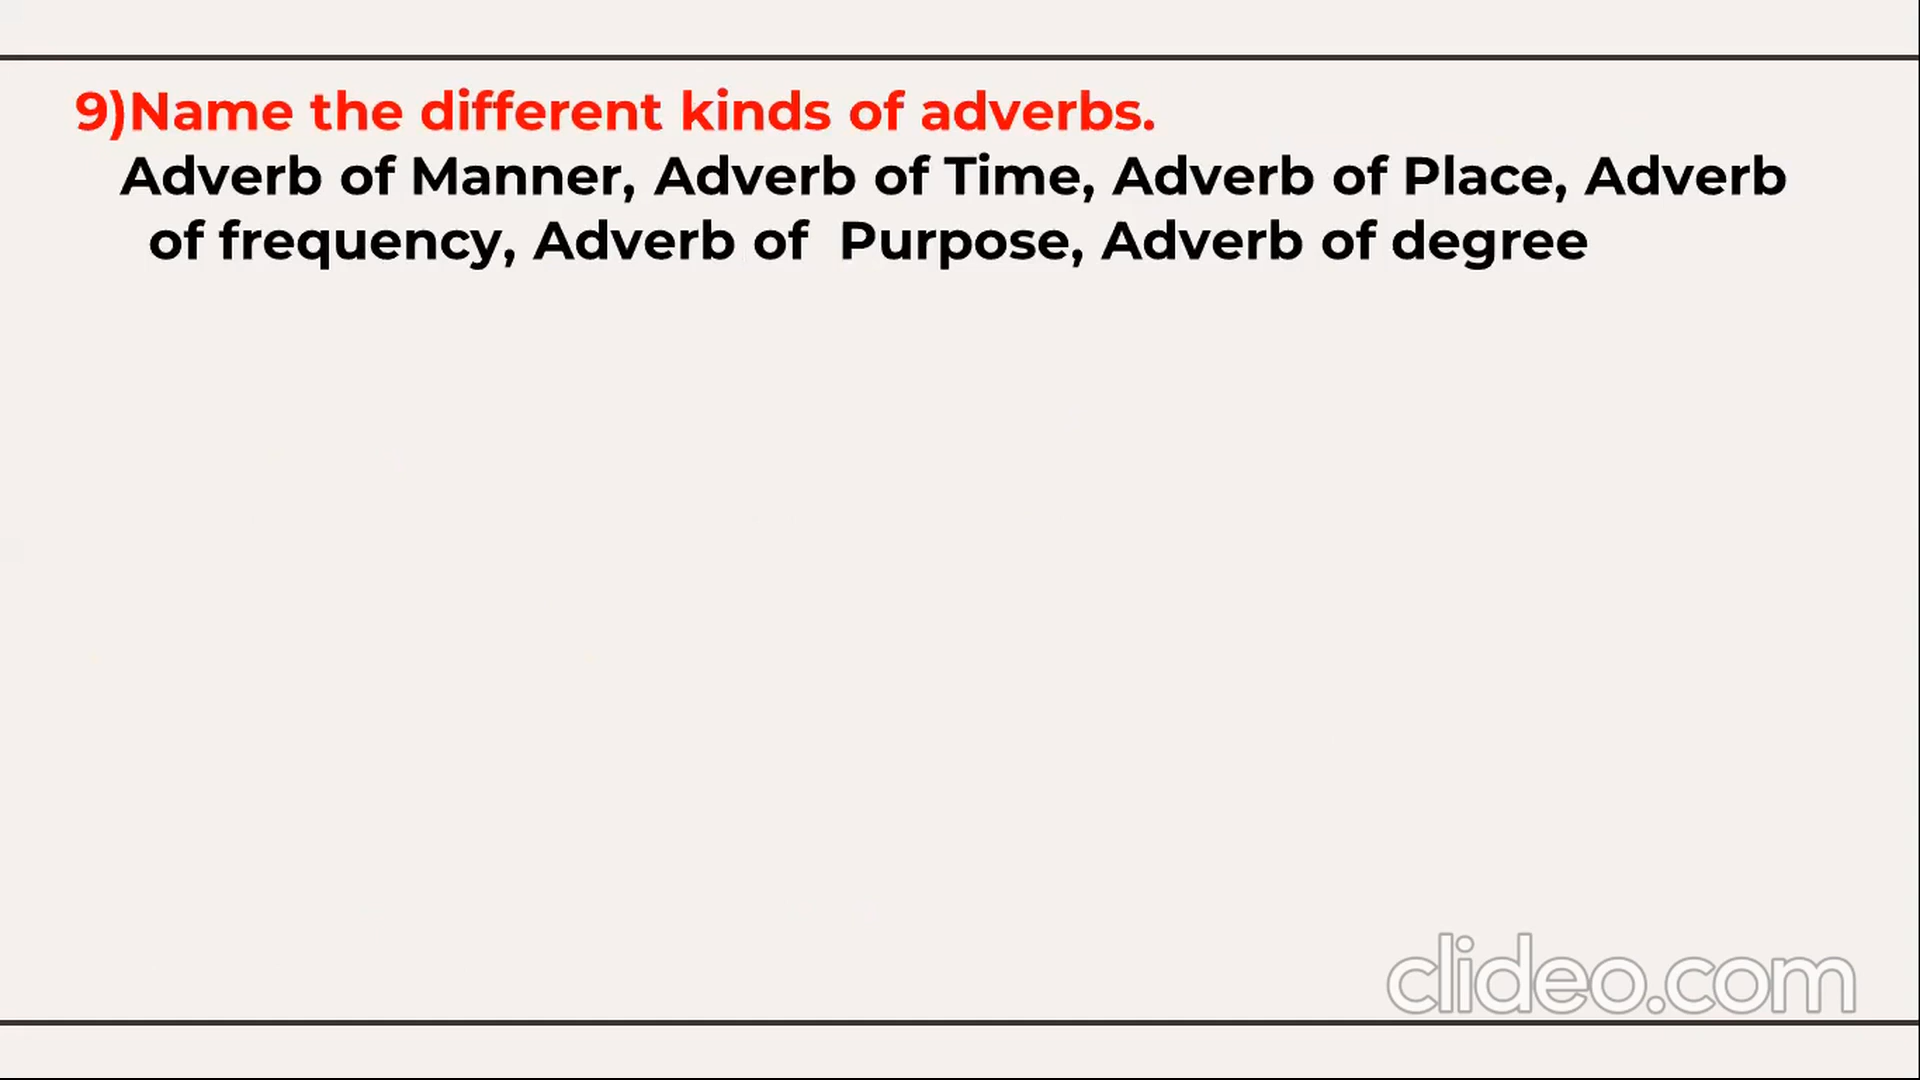 9)Name the different kinds of adverbs.
Adverb of Manner, Adverb of Time, Adverb of Place, Adverb
of frequency, Adverb of  Purpose, Adverb of degree
clideo.com